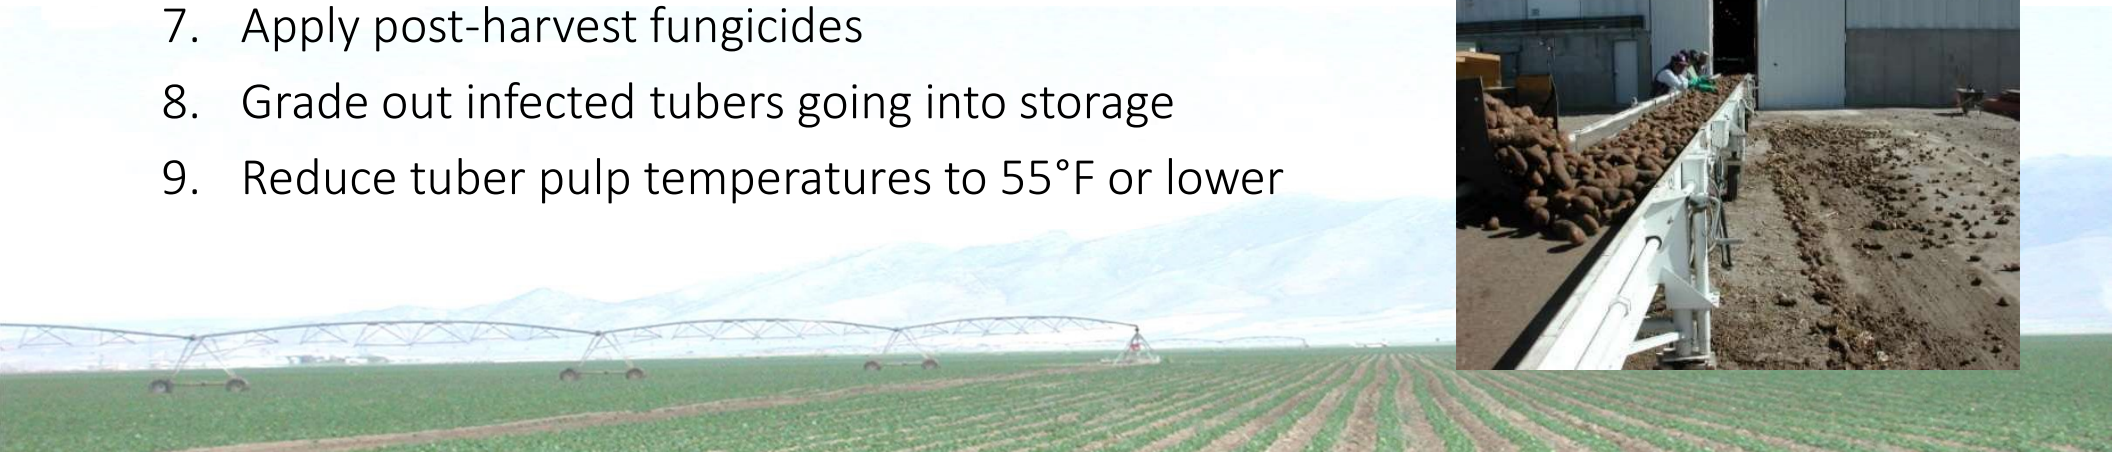 7. Apply post-harvest fungicides
8. Grade out infected tubers going into storage
9. Reduce tuber pulp temperatures to 55°F or lower